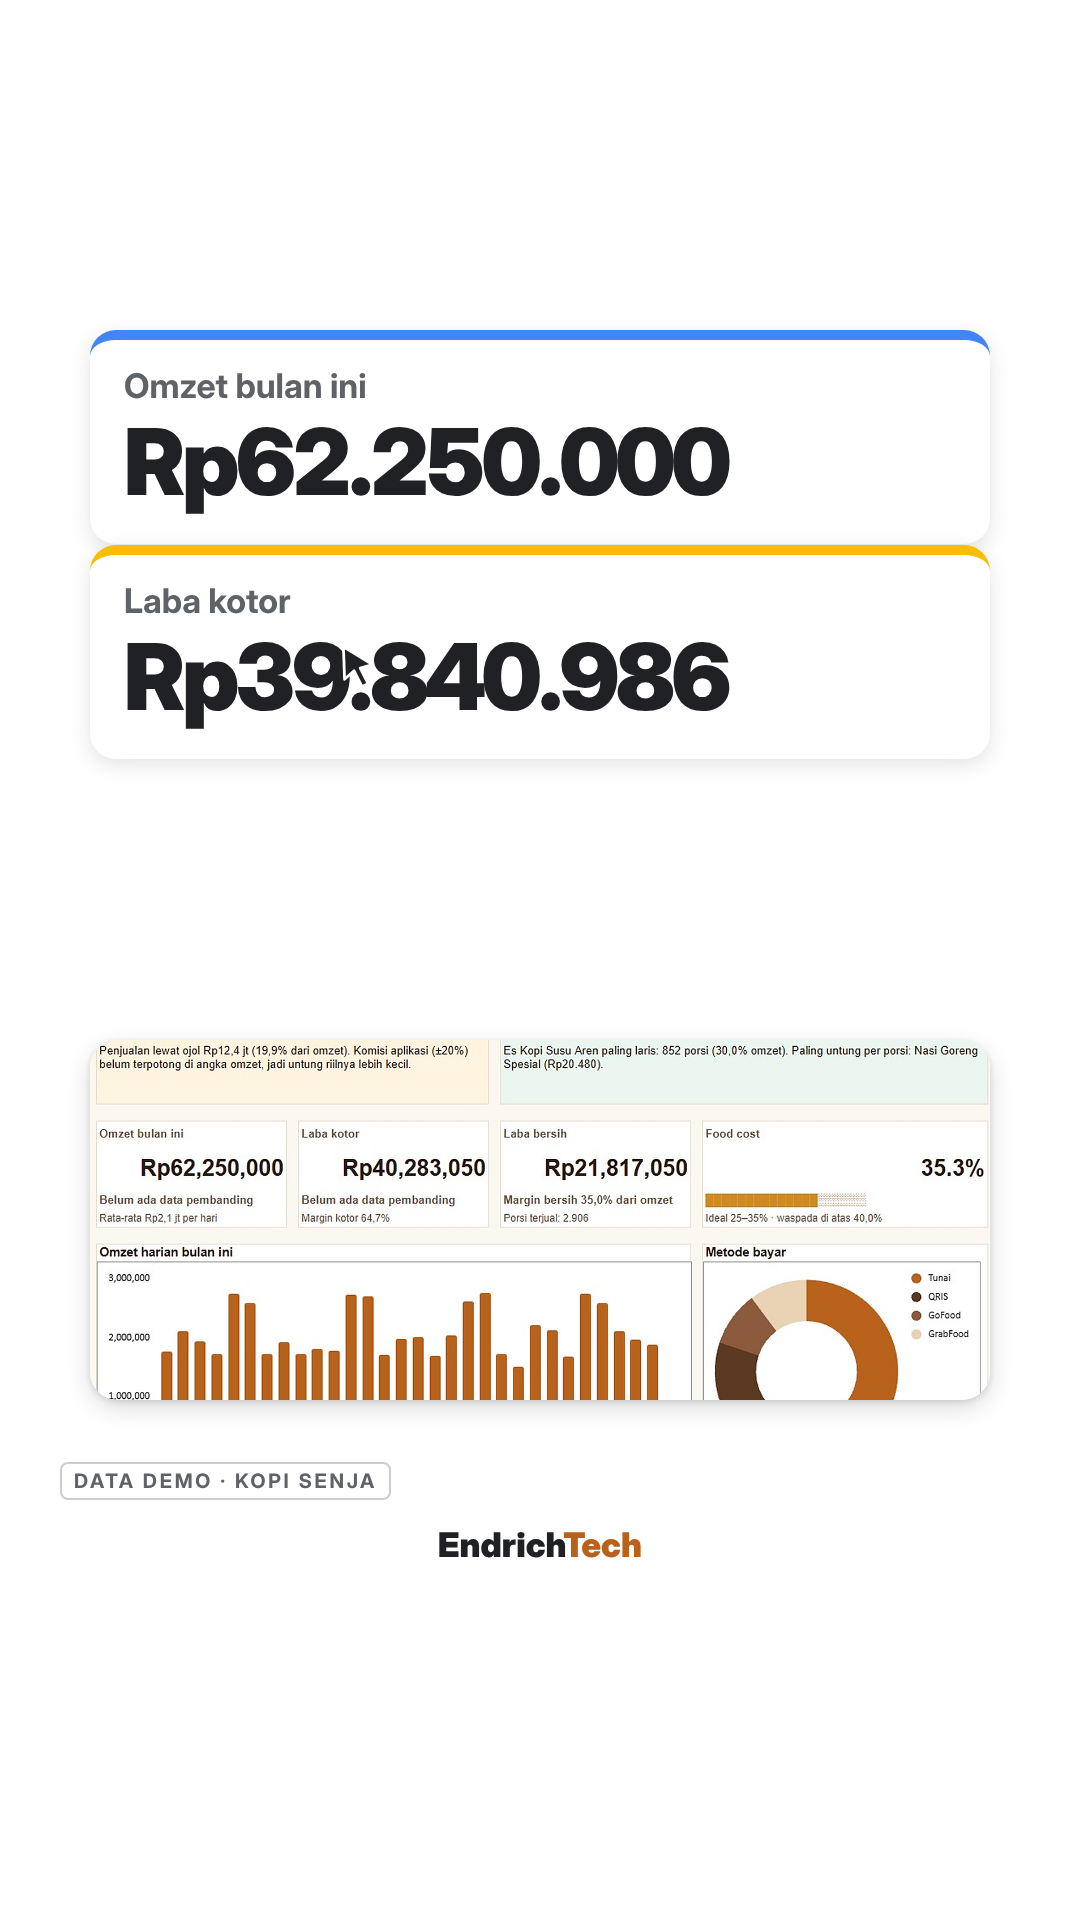 Omzet bulan ini
Rp62.250.000
Laba kotor
Rp39.840.986
Penjualan lewat ojol Rp12,4 jt (19,9% dari omzet). Komisi aplikasi (±20%)
belum terpotong di angka omzet, jadi untung riilnya lebih kecil.
Es Kopi Susu Aren paling laris: 852 porsi (30,0% omzet). Paling untung per porsi: Nasi Goreng
Spesial (Rp20.480).
Omzet bulan ini
Rp62,250,000
Belum ada data pembanding
Rata-rata Rp2,1 jt per hari
Laba kotor
Rp40,283,050
Belum ada data pembanding
Margin kotor 64,7%
Laba bersih
Rp21,817,050
Margin bersih 35,0% dari omzet
Porsi terjual: 2.906
Food cost
35.3%
Ideal 25–35% · waspada di atas 40,0%
Omzet harian bulan ini
3,000,000
2,000,000
1,000,000
Metode bayar
Tunai
QRIS
GoFood
GrabFood
DATA DEMO · KOPI SENJA
EndrichTech